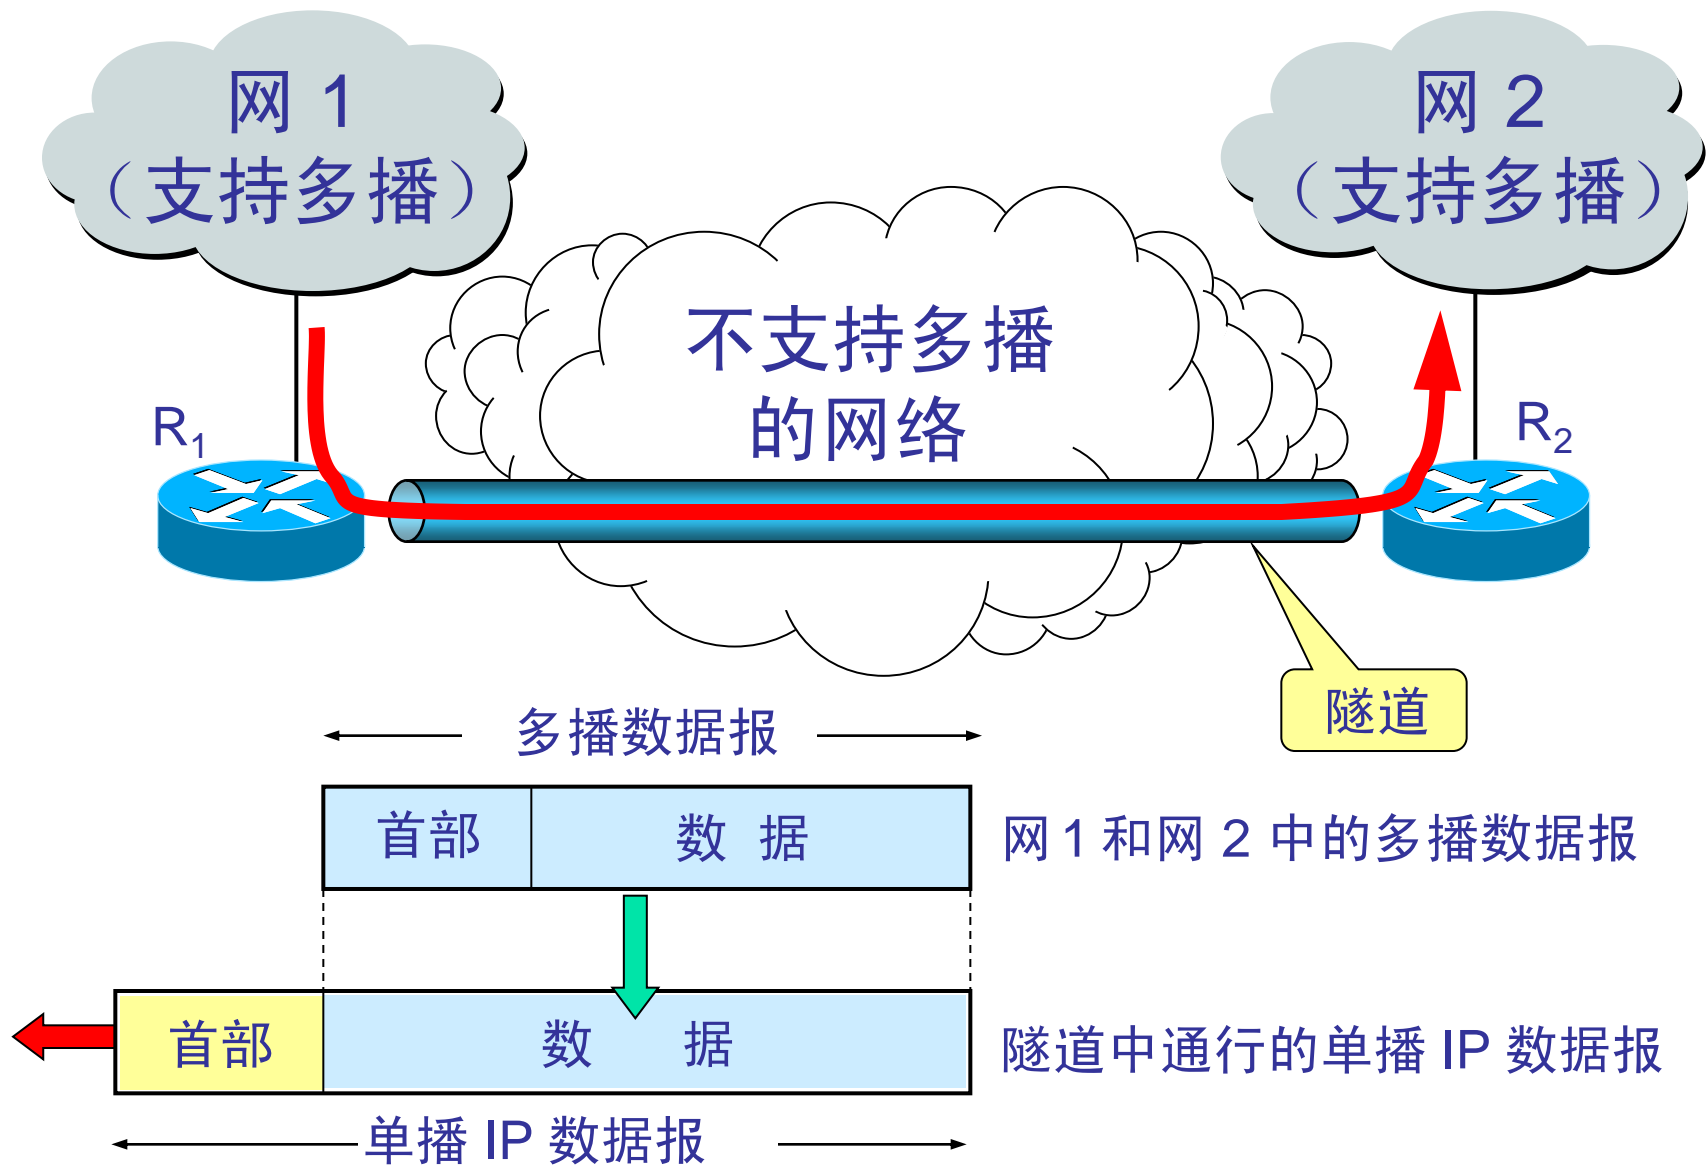 网 1
（支持多播）
网 2
（支持多播）
不支持多播
的网络
R1
R2
隧道
多播数据报
首部
数 据
网 1 和网 2 中的多播数据报
首部
数 据
隧道中通行的单播 IP 数据报
单播 IP 数据报